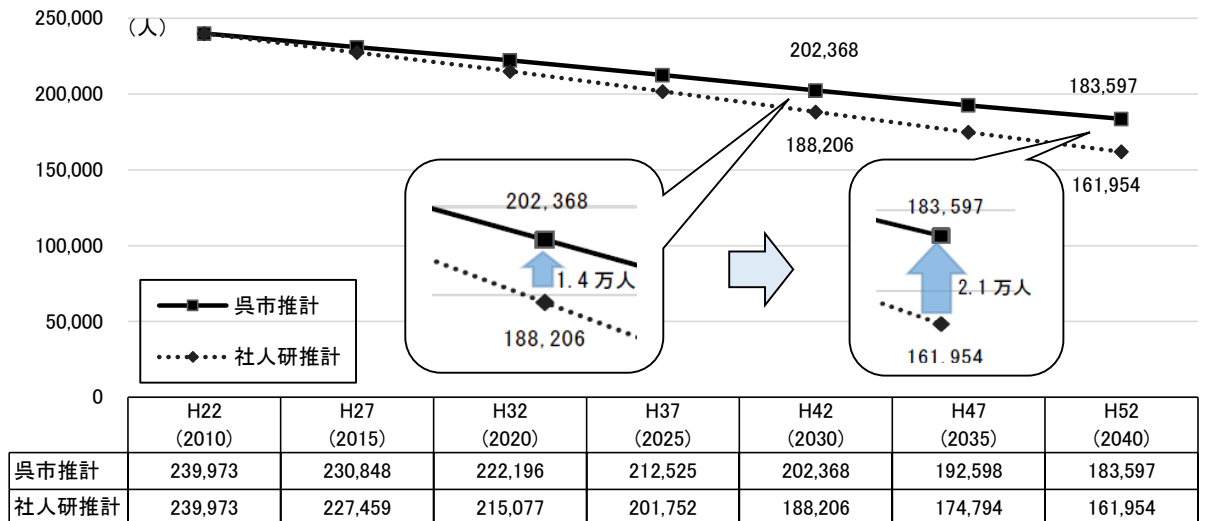 250,000
(人)
200,000
150,000
100,000
50,000
0
202,368
183,597
188,206
161,954
202,368
1.4万人
188,206
183,597
2.1万人
161,954
呉市推計
社人研推計
H22 H27 H32 H37 H42 H47 H52
(2010) (2015) (2020) (2025) (2030) (2035) (2040)
呉市推計 239,973 230,848 222,196 212,525 202,368 192,598 183,597
社人研推計 239,973 227,459 215,077 201,752 188,206 174,794 161,954